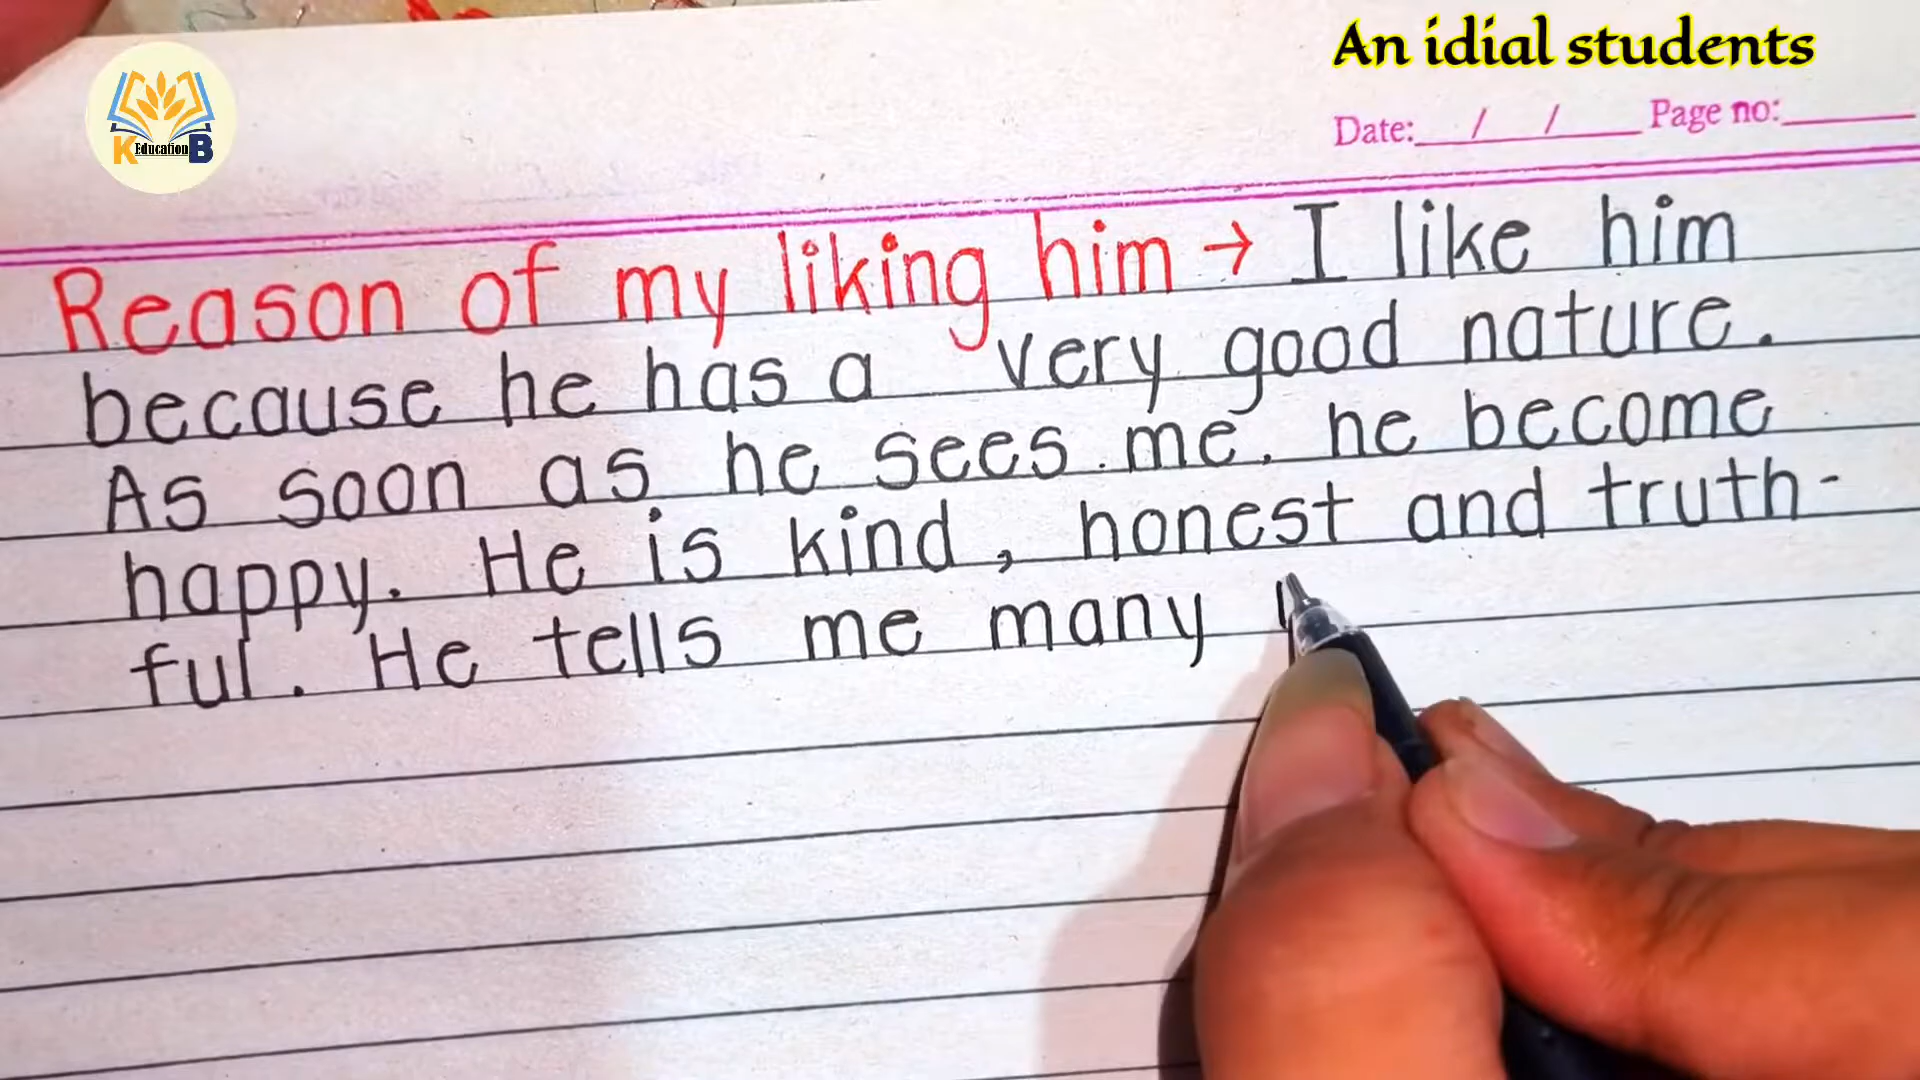 An idial students
K Education B
Date: / / Page no:
Reason of my liking him → I like him
because he has a very good nature.
As soon as he sees me. he become
happy. He is kind, honest and truth-
ful. He tells me many